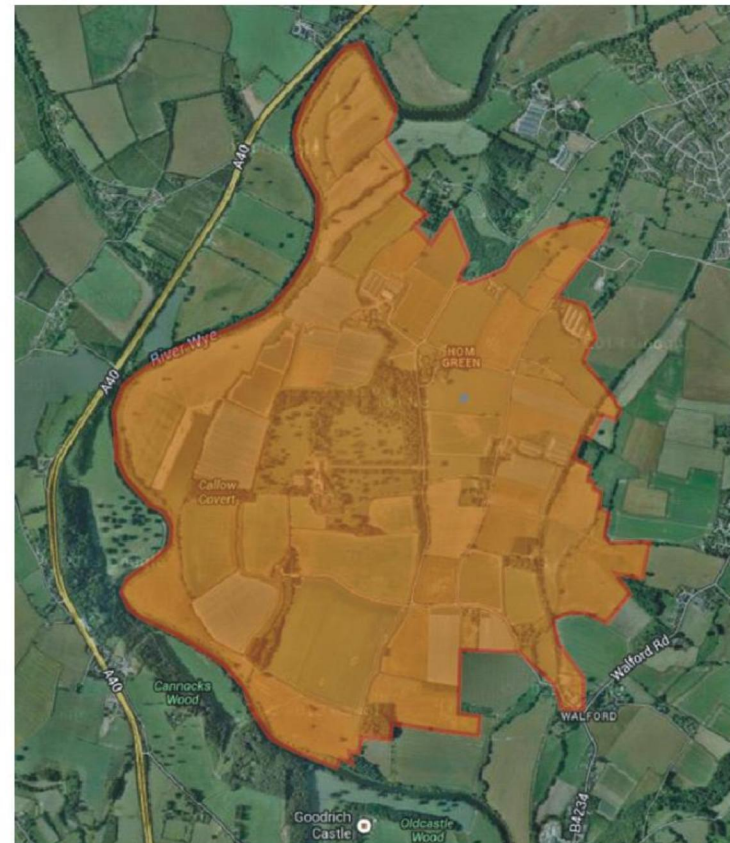 A40
River Wye
HOM
GREEN
A40
Callow
Covert
Cannocks
Wood
A40
Walford Rd
WALFORD
B4234
Goodrich
Castle
Oldcastle
Wood